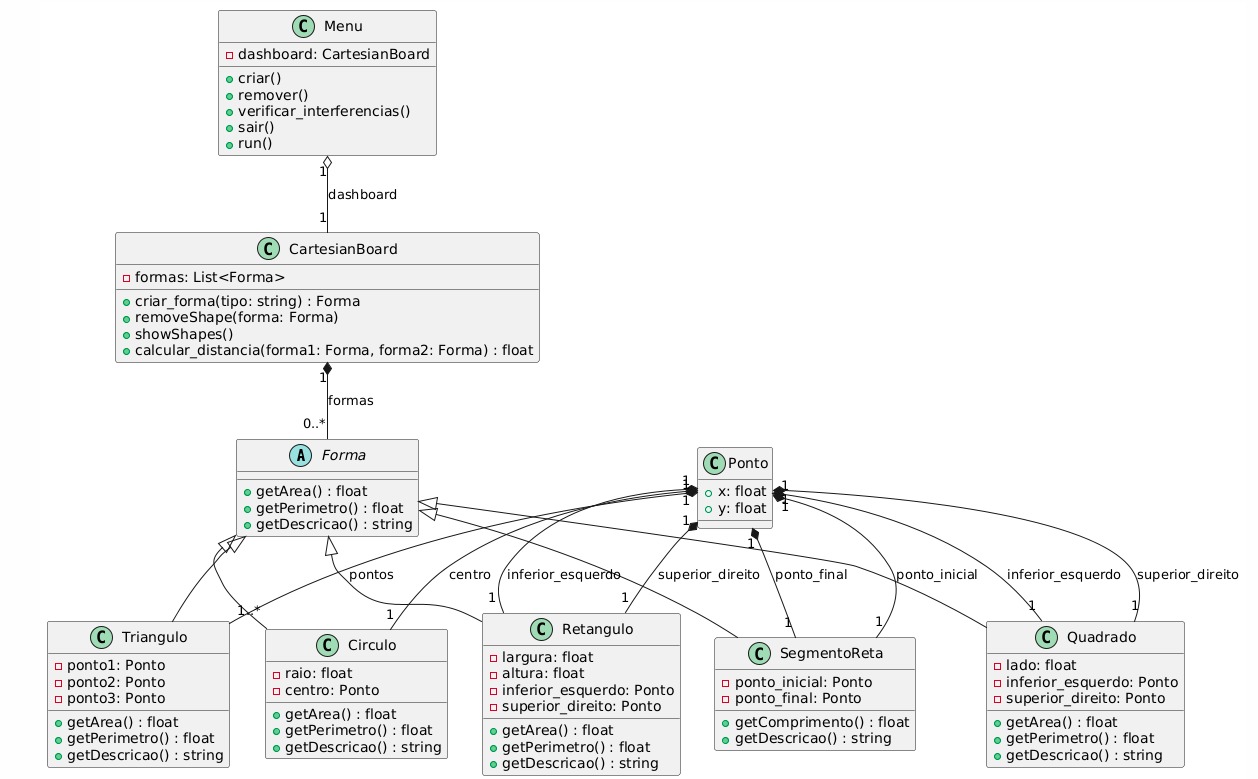 C Menu
dashboard: CartesianBoard
criar()
remover()
verificar_interferencias()
sair()
run()
1
dashboard
1
C CartesianBoard
formas: List<Forma>
criar_forma(tipo: string) : Forma
removeShape(forma: Forma)
showShapes()
calcular_distancia(forma1: Forma, forma2: Forma) : float
1
formas
0..*
A Forma
getArea() : float
getPerimetro() : float
getDescricao() : string
C Ponto
x: float
y: float
1
1
1
1
1
1
1
pontos
centro
inferior_esquerdo
superior_direito
ponto_final
ponto_inicial
inferior_esquerdo
superior_direito
1..*
1
1
1
1
1
1
1
C Triangulo
ponto1: Ponto
ponto2: Ponto
ponto3: Ponto
getArea() : float
getPerimetro() : float
getDescricao() : string
C Circulo
raio: float
centro: Ponto
getArea() : float
getPerimetro() : float
getDescricao() : string
C Retangulo
largura: float
altura: float
inferior_esquerdo: Ponto
superior_direito: Ponto
getArea() : float
getPerimetro() : float
getDescricao() : string
C SegmentoReta
ponto_inicial: Ponto
ponto_final: Ponto
getComprimento() : float
getDescricao() : string
C Quadrado
lado: float
inferior_esquerdo: Ponto
superior_direito: Ponto
getArea() : float
getPerimetro() : float
getDescricao() : string